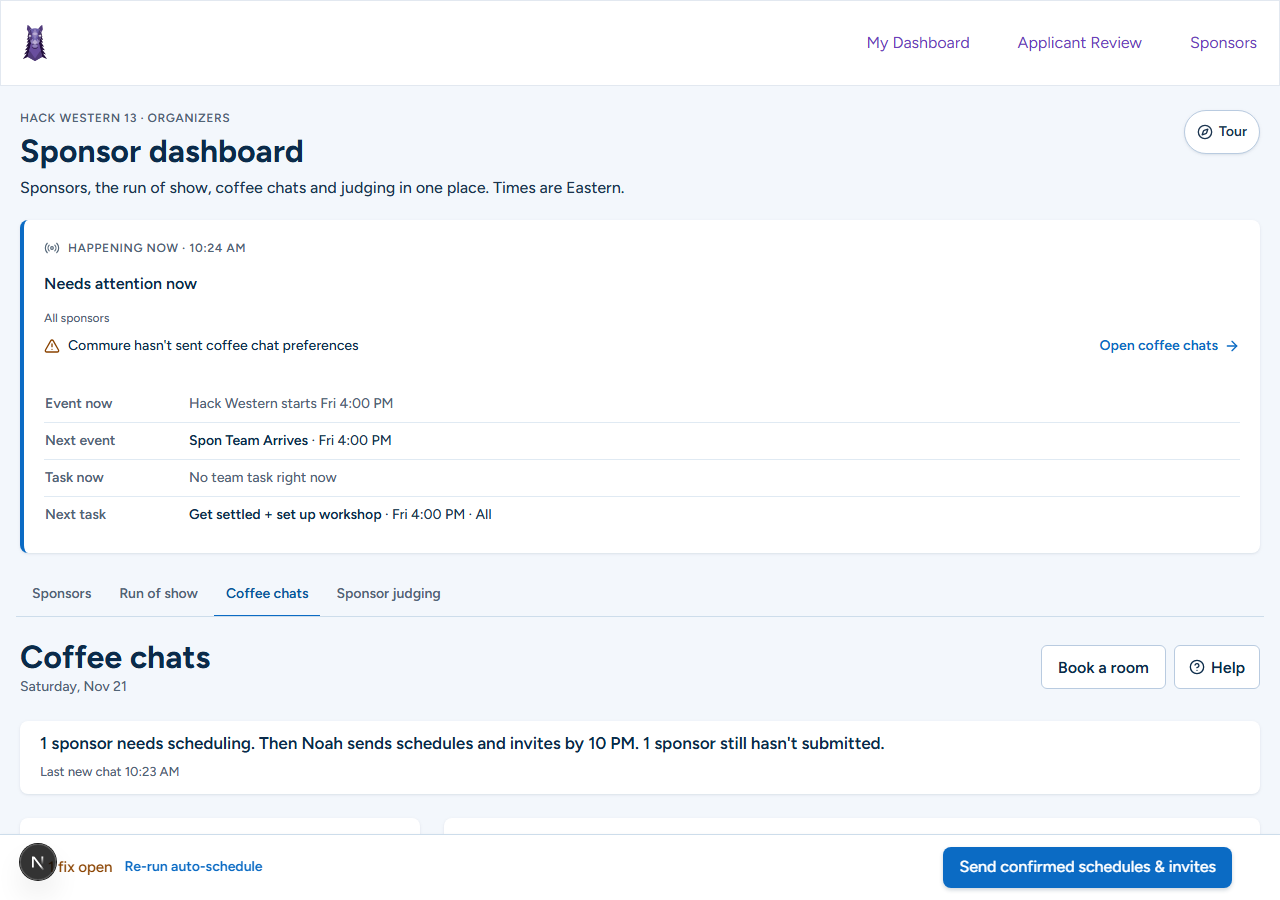 My Dashboard
Applicant Review
Sponsors
HACK WESTERN 13 · ORGANIZERS
Sponsor dashboard
Sponsors, the run of show, coffee chats and judging in one place. Times are Eastern.
Tour
HAPPENING NOW · 10:24 AM
Needs attention now
All sponsors
Commure hasn't sent coffee chat preferences
Open coffee chats
Event now
Hack Western starts Fri 4:00 PM
Next event
Spon Team Arrives · Fri 4:00 PM
Task now
No team task right now
Next task
Get settled + set up workshop · Fri 4:00 PM · All
Sponsors
Run of show
Coffee chats
Sponsor judging
Coffee chats
Saturday, Nov 21
Book a room
Help
1 sponsor needs scheduling. Then Noah sends schedules and invites by 10 PM. 1 sponsor still hasn't submitted.
Last new chat 10:23 AM
N
fix open
Re-run auto-schedule
Send confirmed schedules & invites